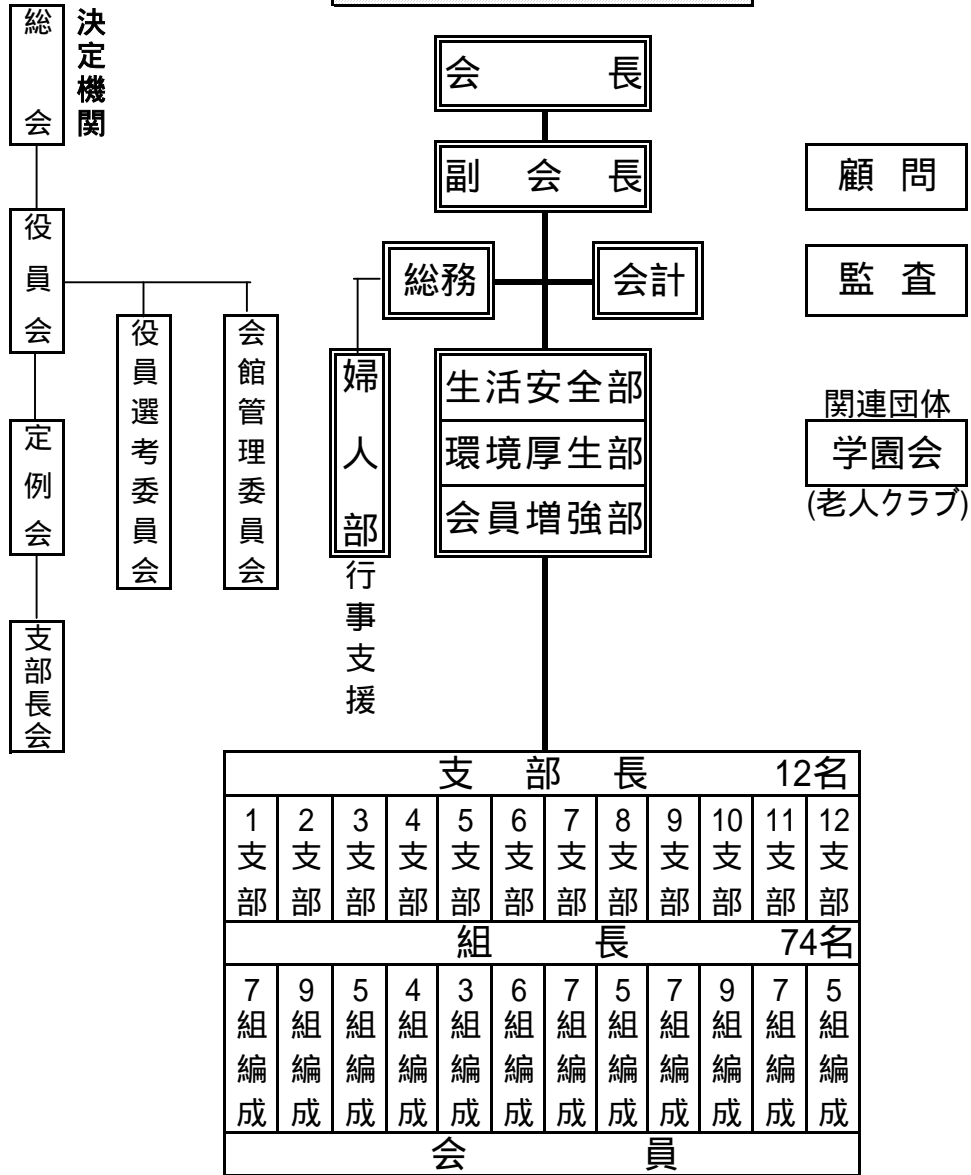 総会
決定機関
役員会
定例会
支部長会
役員選考委員会
会館管理委員会
会長
副会長
総務
会計
婦人部
行事支援
生活安全部
環境厚生部
会員増強部
顧問
監査
関連団体
学園会
(老人クラブ)
支部長 12名
1支部 2支部 3支部 4支部 5支部 6支部 7支部 8支部 9支部 10支部 11支部 12支部
組長 74名
7組編成 9組編成 5組編成 4組編成 3組編成 6組編成 7組編成 5組編成 7組編成 9組編成 7組編成 5組編成
会員